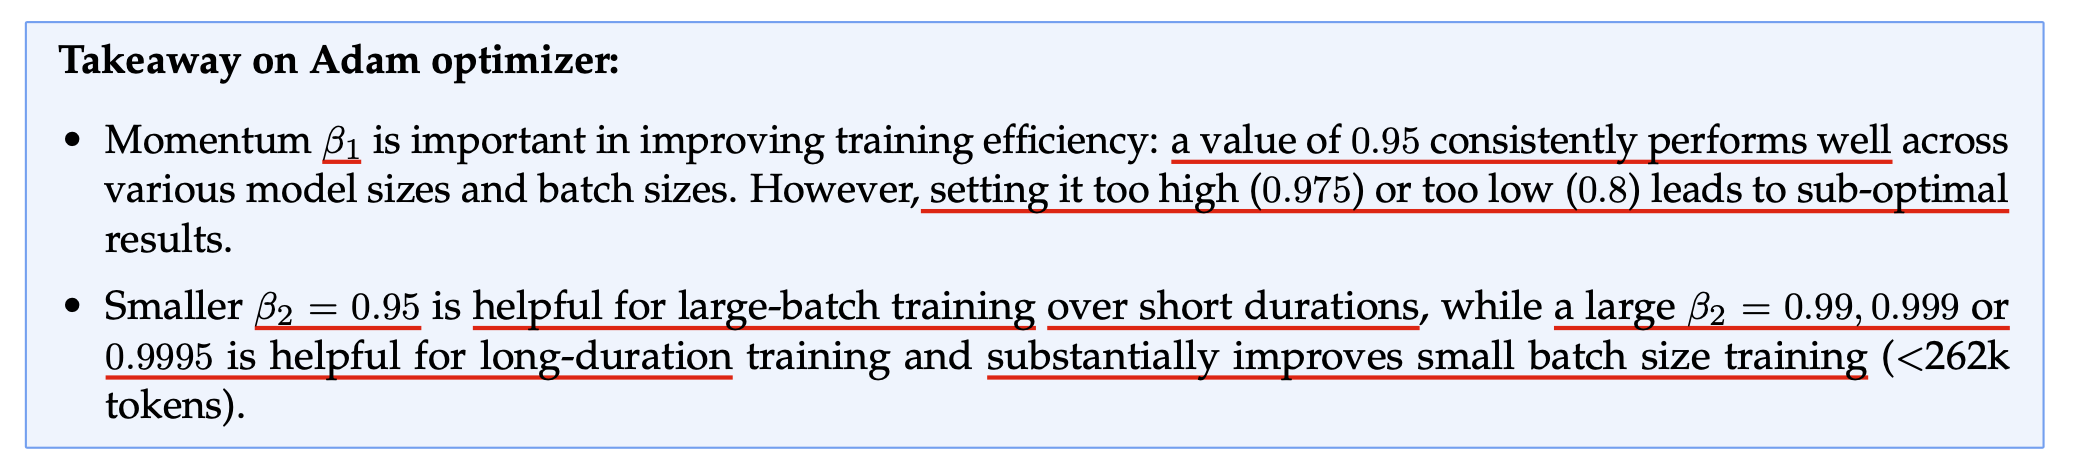 Takeaway on Adam optimizer:
• Momentum β₁ is important in improving training efficiency: a value of 0.95 consistently performs well across
various model sizes and batch sizes. However, setting it too high (0.975) or too low (0.8) leads to sub-optimal
results.
• Smaller β₂ = 0.95 is helpful for large-batch training over short durations, while a large β₂ = 0.99, 0.999 or
0.9995 is helpful for long-duration training and substantially improves small batch size training (<262k
tokens).